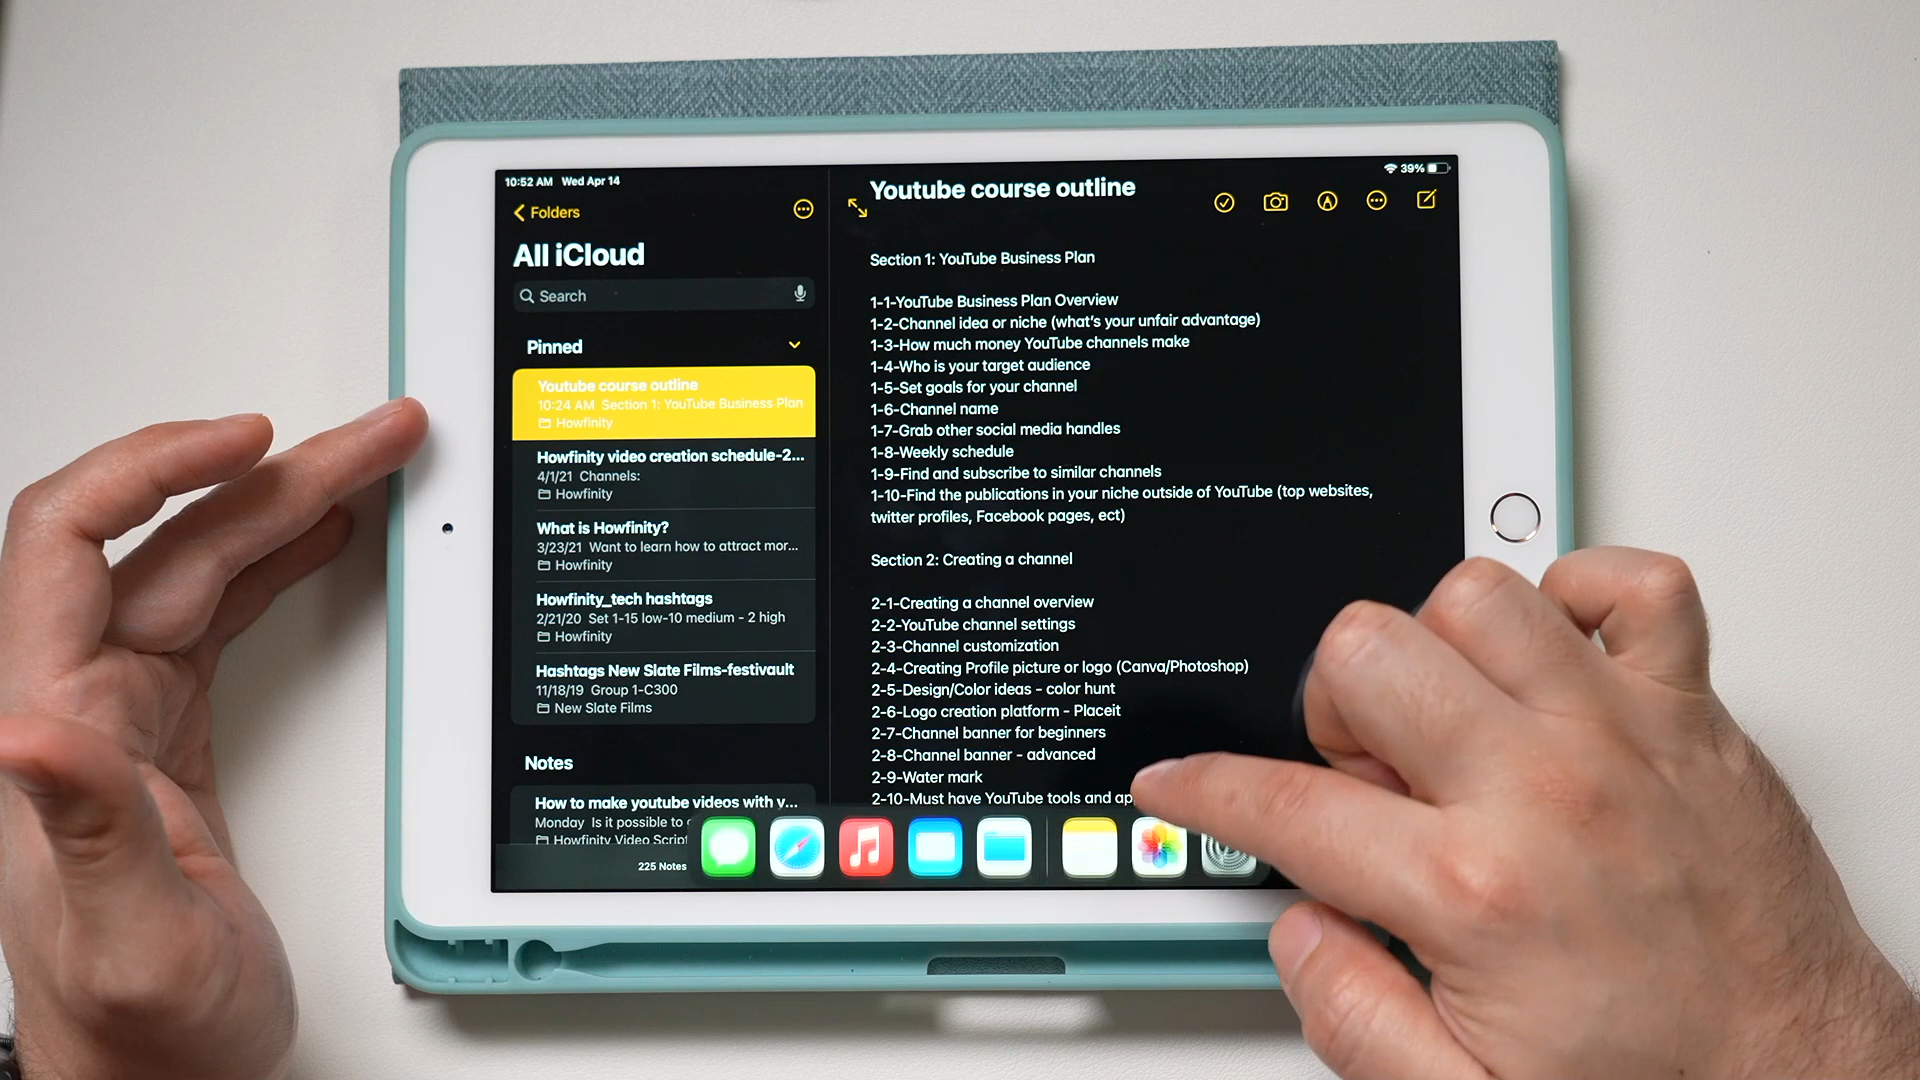 10:52 AM Wed Apr 14
39%
Folders
All iCloud
Search
Pinned
Youtube course outline
10:24 AM Section 1: YouTube Business Plan
Howfinity
Howfinity video creation schedule-2...
4/1/21 Channels:
Howfinity
What is Howfinity?
3/23/21 Want to learn how to attract mor...
Howfinity
Howfinity_tech hashtags
2/21/20 Set 1-15 low-10 medium - 2 high
Howfinity
Hashtags New Slate Films-festivault
11/18/19 Group 1-C300
New Slate Films
Notes
How to make youtube videos with y...
Monday Is it possible to
Howfinity Video Script
225 Notes
Youtube course outline
Section 1: YouTube Business Plan
1-1-YouTube Business Plan Overview
1-2-Channel idea or niche (what's your unfair advantage)
1-3-How much money YouTube channels make
1-4-Who is your target audience
1-5-Set goals for your channel
1-6-Channel name
1-7-Grab other social media handles
1-8-Weekly schedule
1-9-Find and subscribe to similar channels
1-10-Find the publications in your niche outside of YouTube (top websites,
twitter profiles, Facebook pages, ect)
Section 2: Creating a channel
2-1-Creating a channel overview
2-2-YouTube channel settings
2-3-Channel customization
2-4-Creating Profile picture or logo (Canva/Photoshop)
2-5-Design/Color ideas - color hunt
2-6-Logo creation platform - Placeit
2-7-Channel banner for beginners
2-8-Channel banner - advanced
2-9-Water mark
2-10-Must have YouTube tools and